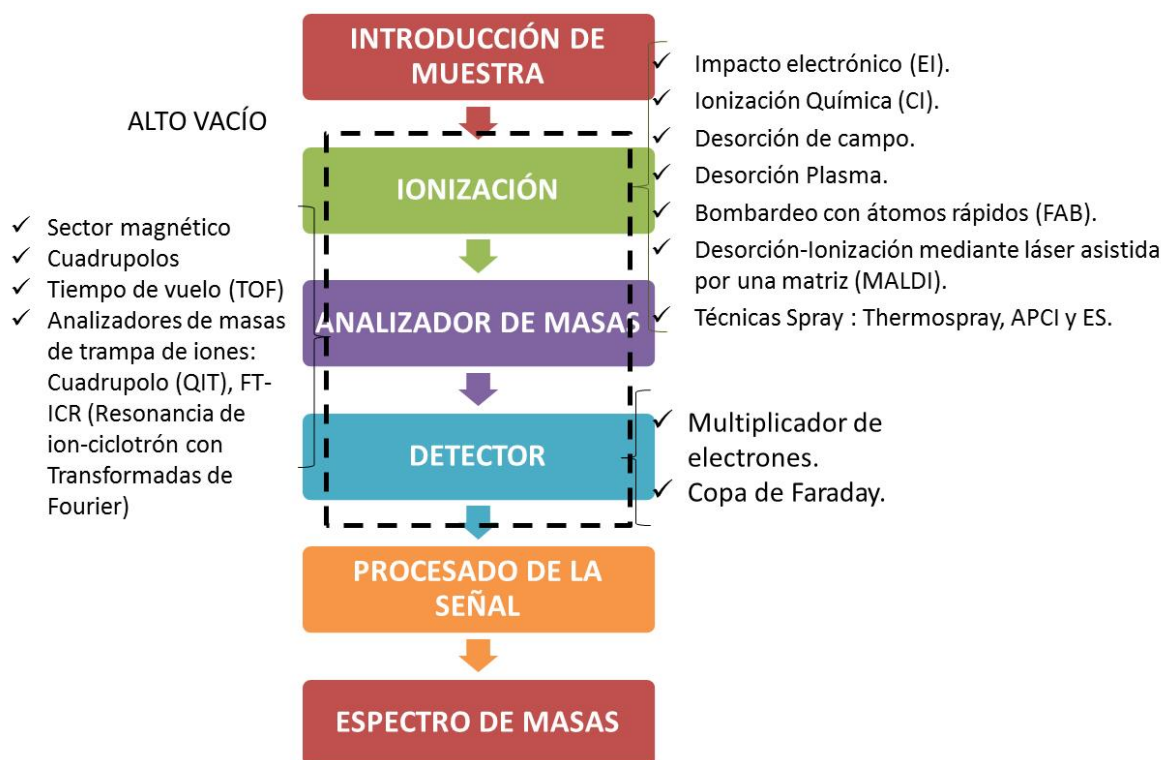 INTRODUCCIÓN DE
MUESTRA
✓ Impacto electrónico (EI).
✓ Ionización Química (CI).
✓ Desorción de campo.
✓ Desorción Plasma.
✓ Bombardeo con átomos rápidos (FAB).
✓ Desorción-Ionización mediante láser asistida
por una matriz (MALDI).
✓ Técnicas Spray : Thermospray, APCI y ES.
ALTO VACÍO
IONIZACIÓN
✓ Sector magnético
✓ Cuadrupolos
✓ Tiempo de vuelo (TOF)
✓ Analizadores de masas
de trampa de iones:
Cuadrupolo (QIT), FT-
ICR (Resonancia de
ion-ciclotrón con
Transformadas de
Fourier)
ANALIZADOR DE MASAS
DETECTOR
✓ Multiplicador de
electrones.
✓ Copa de Faraday.
PROCESADO DE LA
SEÑAL
ESPECTRO DE MASAS